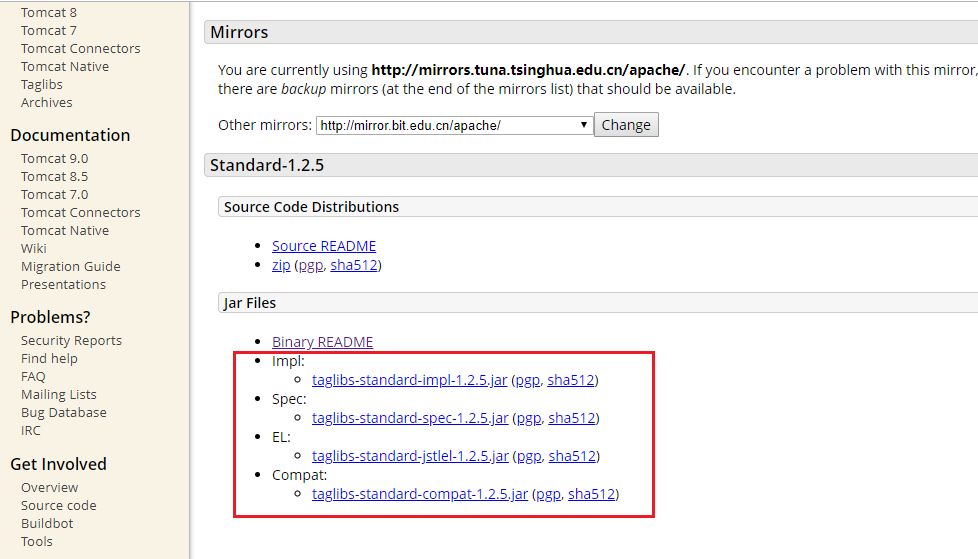 Tomcat 8
Tomcat 7
Tomcat Connectors
Tomcat Native
Taglibs
Archives
Documentation
Tomcat 9.0
Tomcat 8.5
Tomcat 7.0
Tomcat Connectors
Tomcat Native
Wiki
Migration Guide
Presentations
Problems?
Security Reports
Find help
FAQ
Mailing Lists
Bug Database
IRC
Get Involved
Overview
Source code
Buildbot
Tools
Mirrors
You are currently using http://mirrors.tuna.tsinghua.edu.cn/apache/. If you encounter a problem with this mirror,
there are backup mirrors (at the end of the mirrors list) that should be available.
Other mirrors: http://mirror.bit.edu.cn/apache/ Change
Standard-1.2.5
Source Code Distributions
Source README
zip (pgp, sha512)
Jar Files
Binary README
Impl:
taglibs-standard-impl-1.2.5.jar (pgp, sha512)
Spec:
taglibs-standard-spec-1.2.5.jar (pgp, sha512)
EL:
taglibs-standard-jstlel-1.2.5.jar (pgp, sha512)
Compat:
taglibs-standard-compat-1.2.5.jar (pgp, sha512)